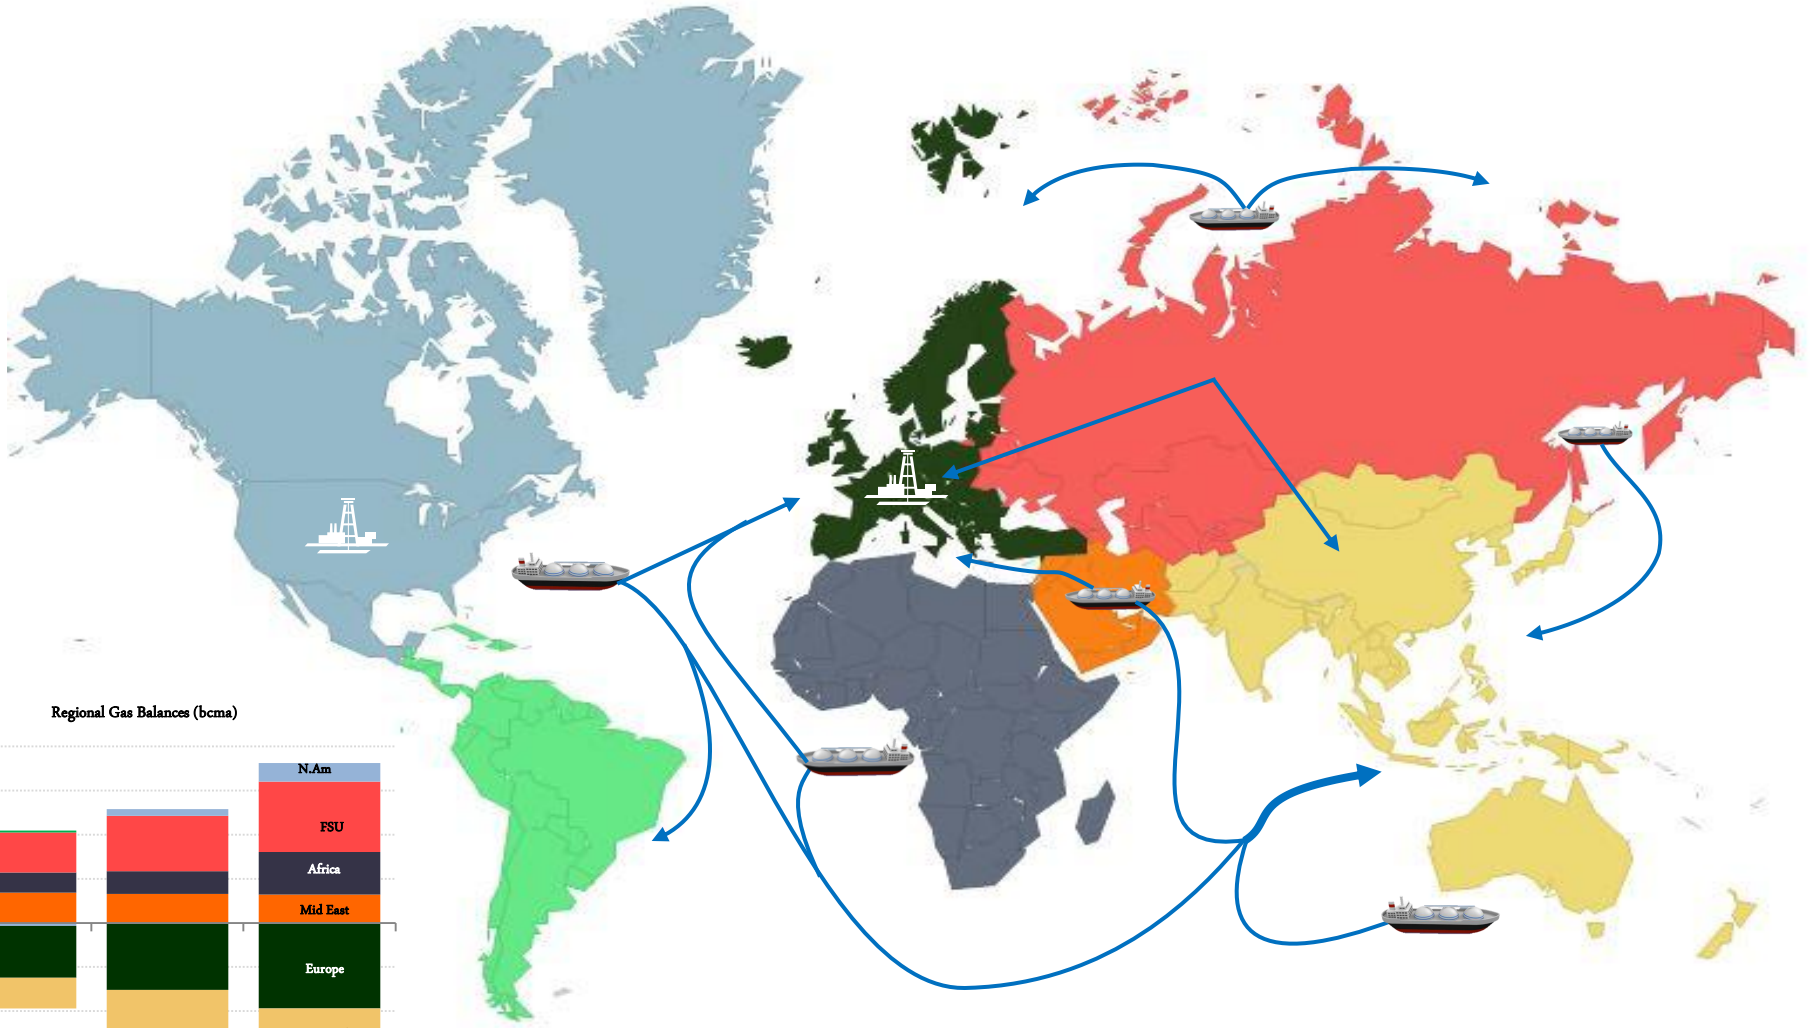 Regional Gas Balances (bcma)
N.Am
FSU
Africa
Mid East
Europe